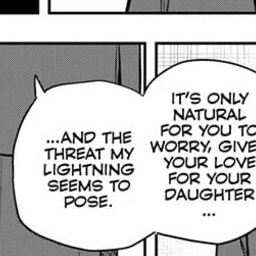 IT'S ONLY
NATURAL
FOR YOU TO
WORRY, GIVE
YOUR LOVE
FOR YOUR
DAUGHTER
...
...AND THE
THREAT MY
LIGHTNING
SEEMS TO
POSE.